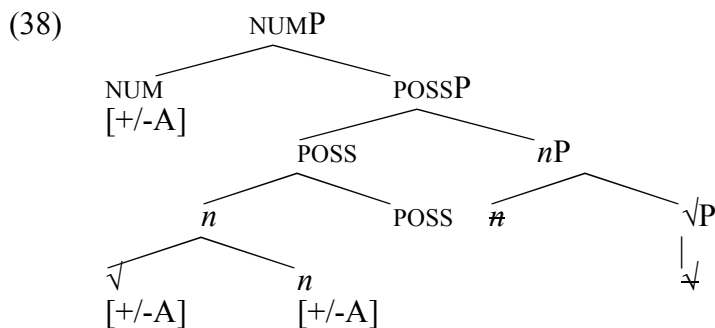 (38) NUMP
NUM POSSP
[+/-A]
POSS nP
n POSS n √P
√ n √
[+/-A] [+/-A]